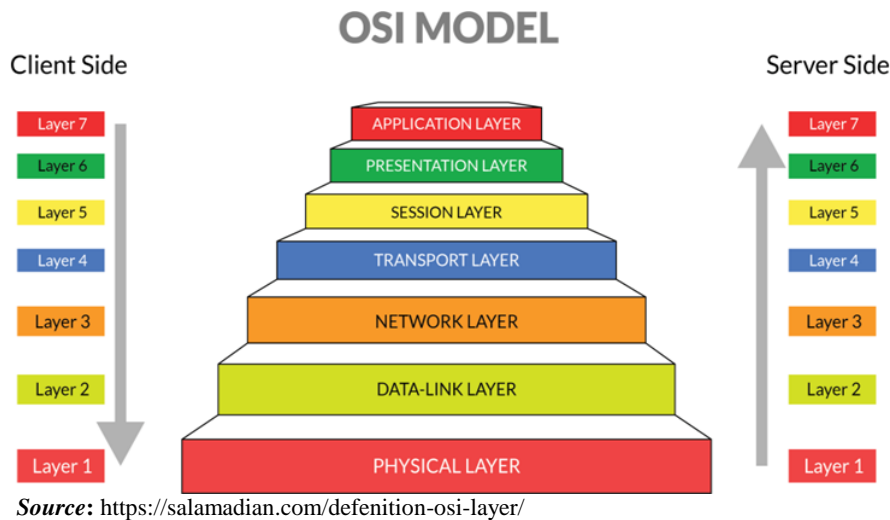 OSI MODEL
Client Side
Server Side
Layer 7
APPLICATION LAYER
Layer 7
Layer 6
PRESENTATION LAYER
Layer 6
Layer 5
SESSION LAYER
Layer 5
Layer 4
TRANSPORT LAYER
Layer 4
Layer 3
NETWORK LAYER
Layer 3
Layer 2
DATA-LINK LAYER
Layer 2
Layer 1
PHYSICAL LAYER
Layer 1
Source: https://salamadian.com/defenition-osi-layer/